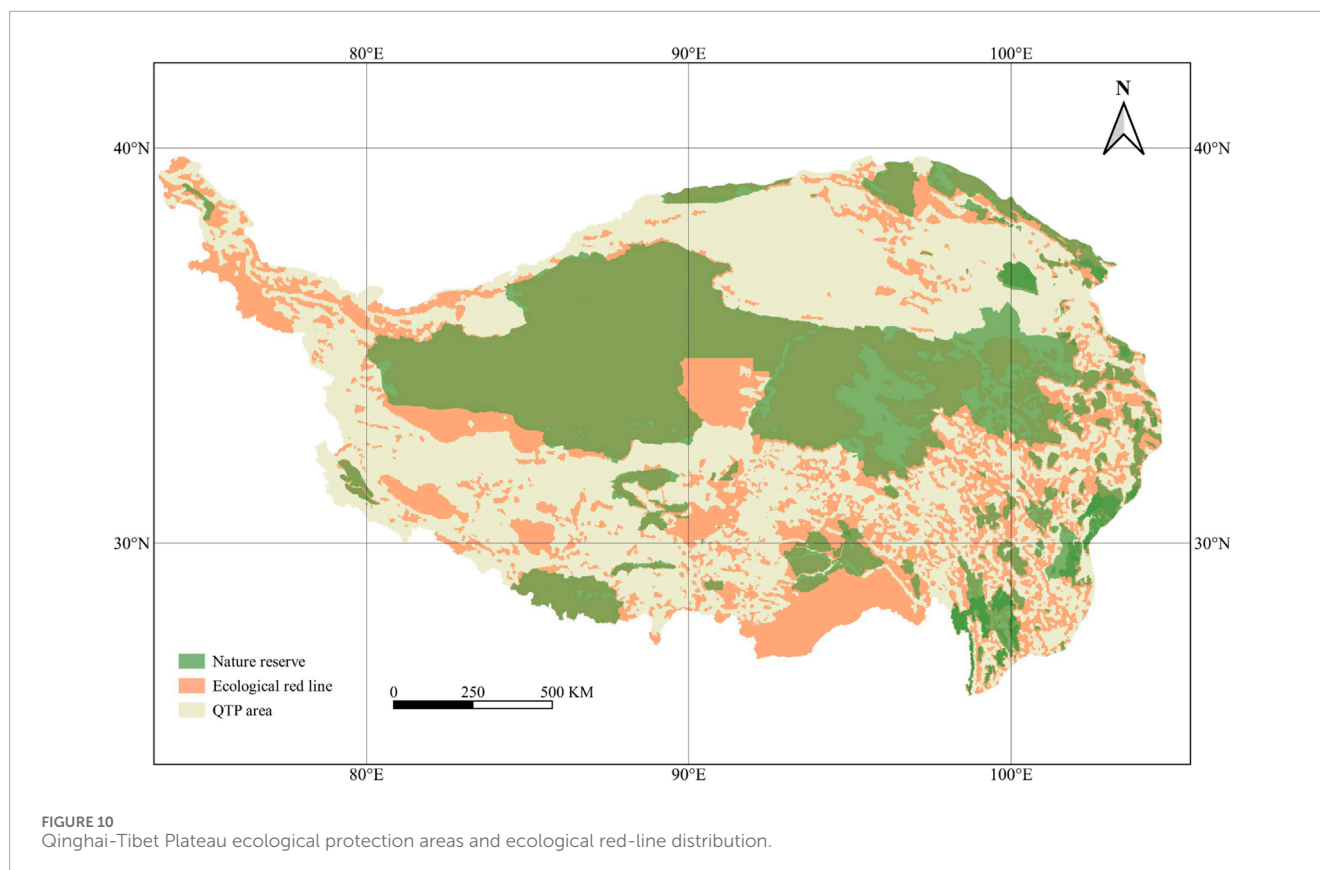 80°E 90°E 100°E
N
40°N 40°N
30°N 30°N
Nature reserve
Ecological red line
QTP area
0 250 500 KM
80°E 90°E 100°E
FIGURE 10
Qinghai-Tibet Plateau ecological protection areas and ecological red-line distribution.